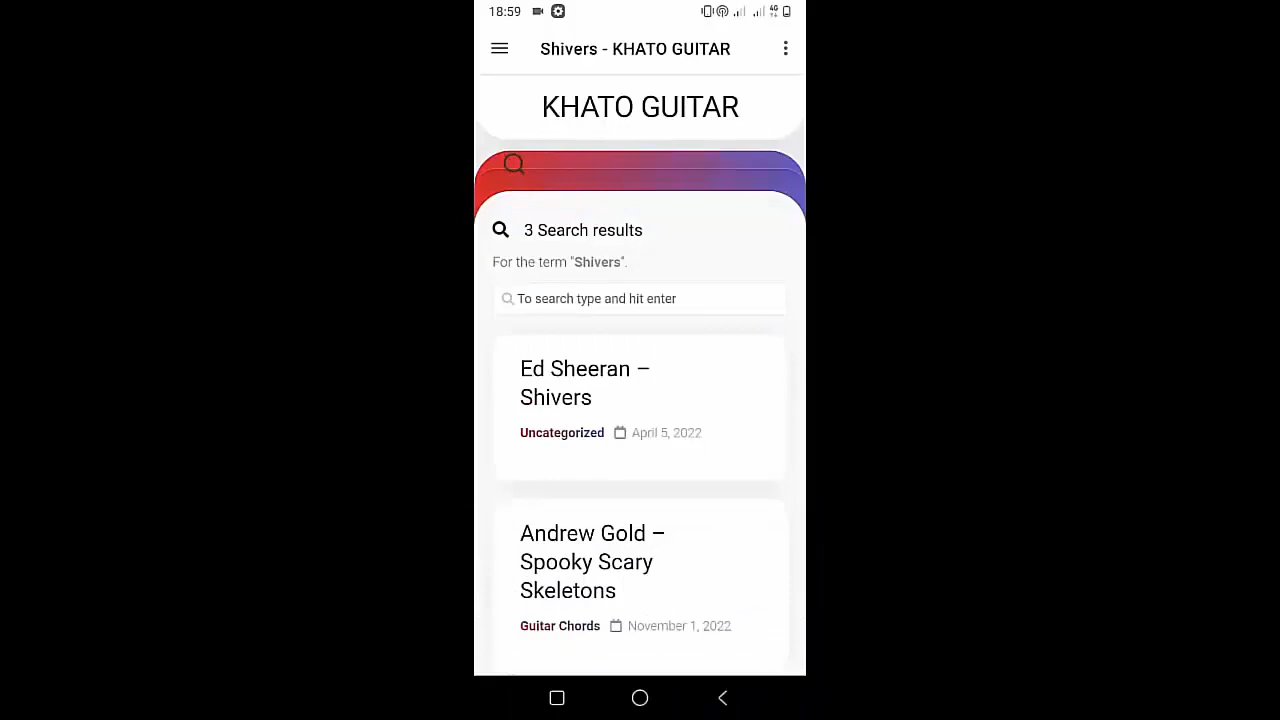 18:59
4G
Shivers - KHATO GUITAR
KHATO GUITAR
3 Search results
For the term "Shivers".
To search type and hit enter
Ed Sheeran –
Shivers
Uncategorized April 5, 2022
Andrew Gold –
Spooky Scary
Skeletons
Guitar Chords November 1, 2022